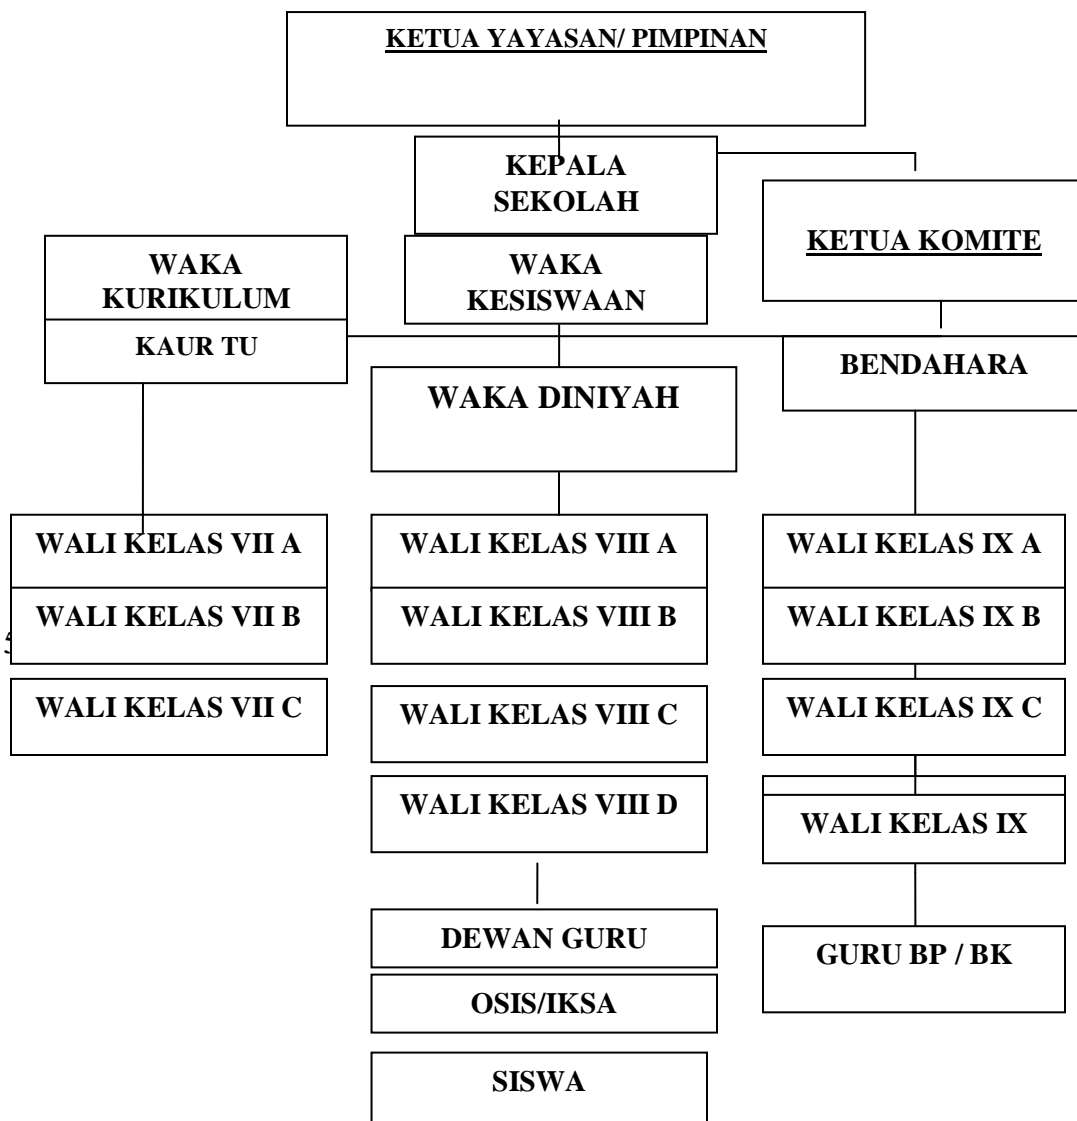 KETUA YAYASAN/ PIMPINAN
KEPALA
SEKOLAH
KETUA KOMITE
WAKA
KURIKULUM
WAKA
KESISWAAN
KAUR TU
BENDAHARA
WAKA DINIYAH
WALI KELAS VII A
WALI KELAS VIII A
WALI KELAS IX A
WALI KELAS VII B
WALI KELAS VIII B
WALI KELAS IX B
WALI KELAS VII C
WALI KELAS VIII C
WALI KELAS IX C
WALI KELAS VIII D
WALI KELAS IX
DEWAN GURU
GURU BP / BK
OSIS/IKSA
SISWA